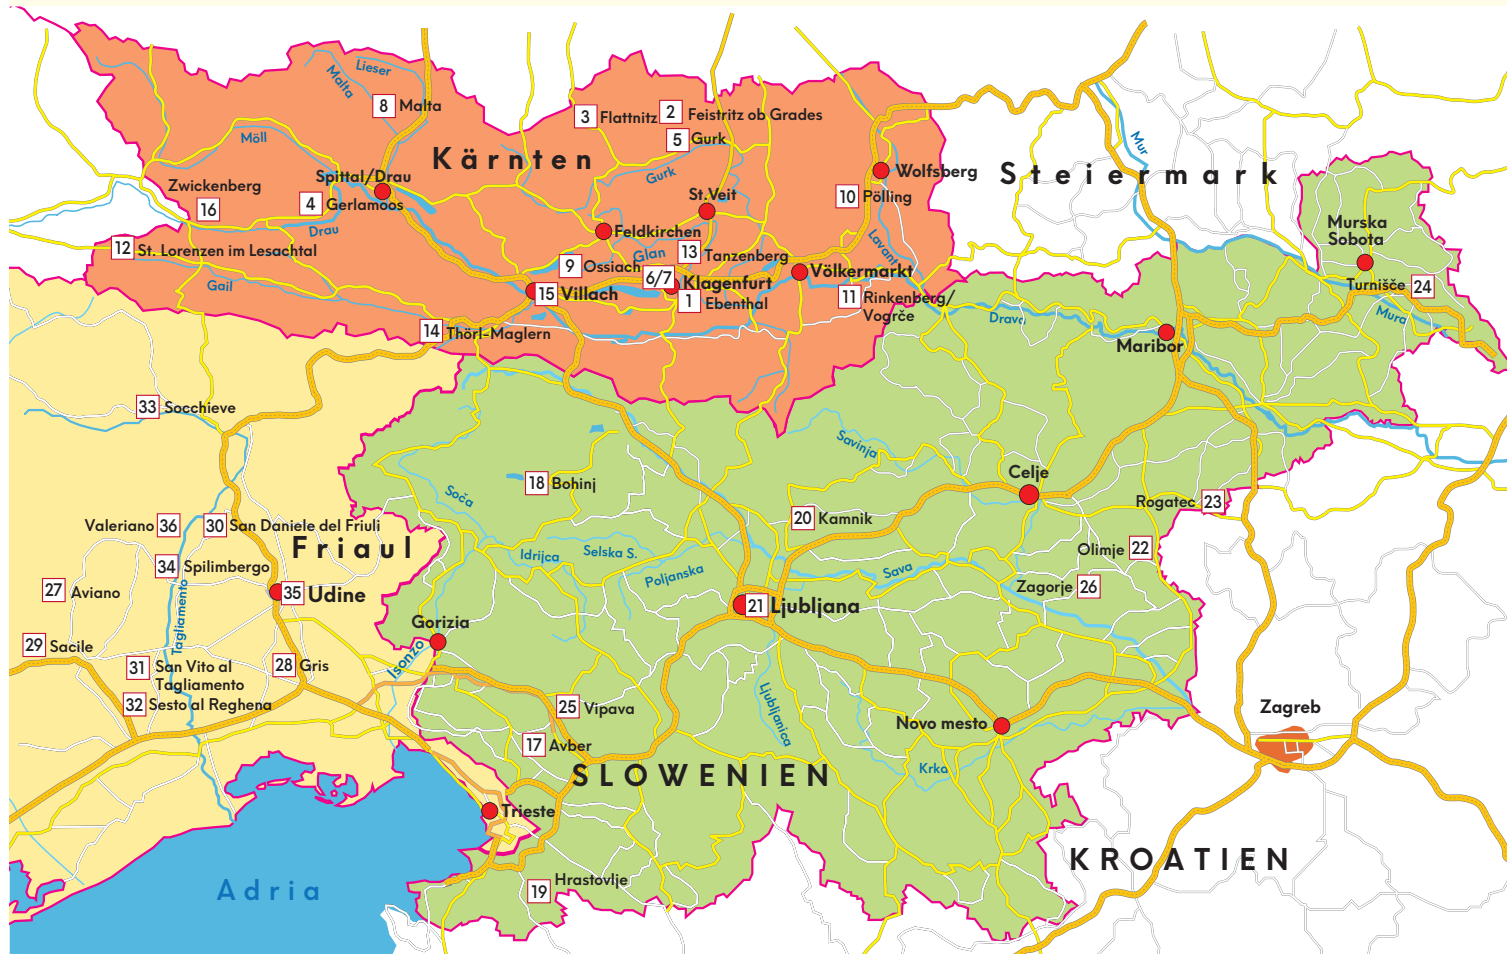 Lieser
Malta
8 Malta
3 Flattnitz
2 Feistritz ob Grades
5 Gurk
Möll
Kärnten
Mur
Steiermark
Gurk
Wolfsberg
Spittal/Drau
Zwickenberg
16
4 Gerlamoos
St.Veit
10 Pölling
Drau
Feldkirchen
Murska
Sobota
12 St. Lorenzen im Lesachtal
Glan
13 Tanzenberg
Lavant
9 Ossiach
6/7 Klagenfurt
Völkermarkt
Gail
15 Villach
1 Ebenthal
11 Rinkenberg/
Vogrče
Turnišče 24
Drava
Mura
14 Thörl-Maglern
Maribor
33 Socchieve
Savinja
18 Bohinj
Soča
Celje
Rogatec 23
20 Kamnik
Valeriano 36
30 San Daniele del Friuli
Friaul
Idrijca
Selska S.
Olimje 22
34 Spilimbergo
Poljanska
Sava
Zagorje 26
27 Aviano
35 Udine
21 Ljubljana
Tagliamento
Gorizia
29 Sacile
Isonzo
31 San Vito al
Tagliamento
28 Gris
32 Sesto al Reghena
25 Vipava
Ljubljanica
Novo mesto
Zagreb
17 Avber
Krka
SLOWENIEN
Trieste
KROATIEN
Adria
19 Hrastovlje